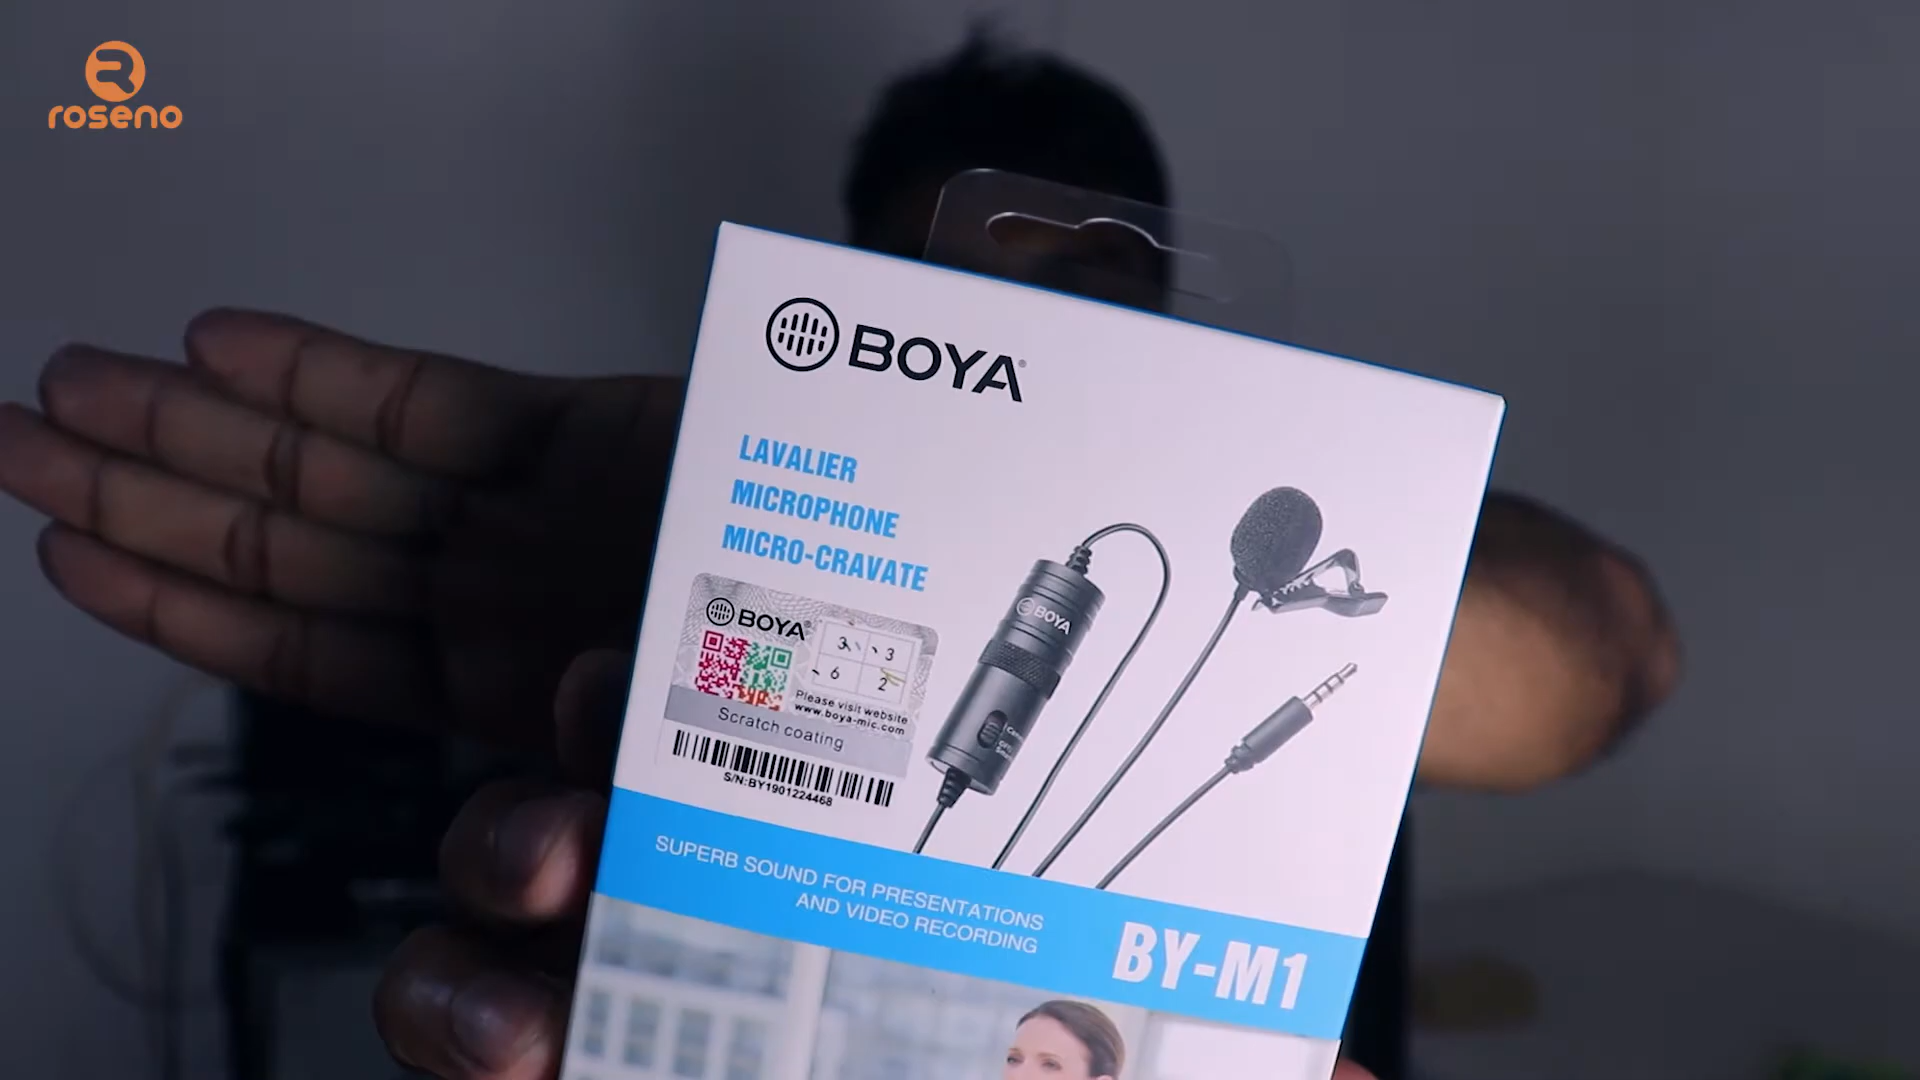 roseno
BOYA®
LAVALIER
MICROPHONE
MICRO-CRAVATE
BOYA
BOYA®
3 3
6 2
Please visit website
www.boya-mic.com
Scratch coating
S/N:BY1901224468
SUPERB SOUND FOR PRESENTATIONS
AND VIDEO RECORDING
BY-M1